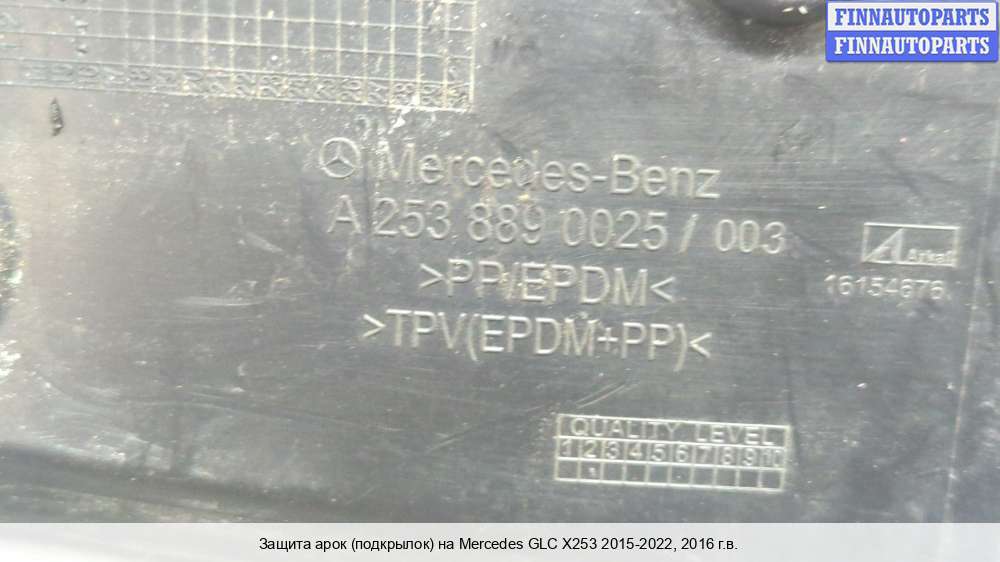 FINNAUTOPARTS
FINNAUTOPARTS
Mercedes-Benz
A 253 889 0025 / 003
Arkal
16154676
>PP/EPDM<
>TPV(EPDM+PP)<
QUALITY LEVEL
1 2 3 4 5 6 7 8 9 10
Защита арок (подкрылок) на Mercedes GLC X253 2015-2022, 2016 г.в.